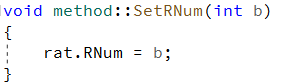 void method::SetRNum(int b)
{
    rat.RNum = b;
}